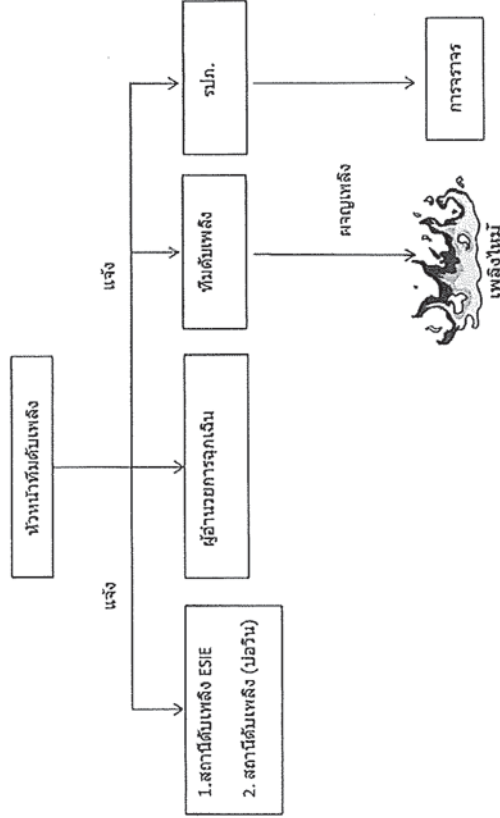 หัวหน้าทีมดับเพลิง
แจ้ง
แจ้ง
1.สถานีดับเพลิง ESIE
2. สถานีดับเพลิง (บ่อวิน)
ผู้อำนวยการฉุกเฉิน
ทีมดับเพลิง
รปภ.
ผจญเพลิง
เพลิงไหม้
การจราจร